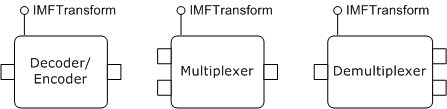 IMFTransform
IMFTransform
IMFTransform
Decoder/
Encoder
Multiplexer
Demultiplexer